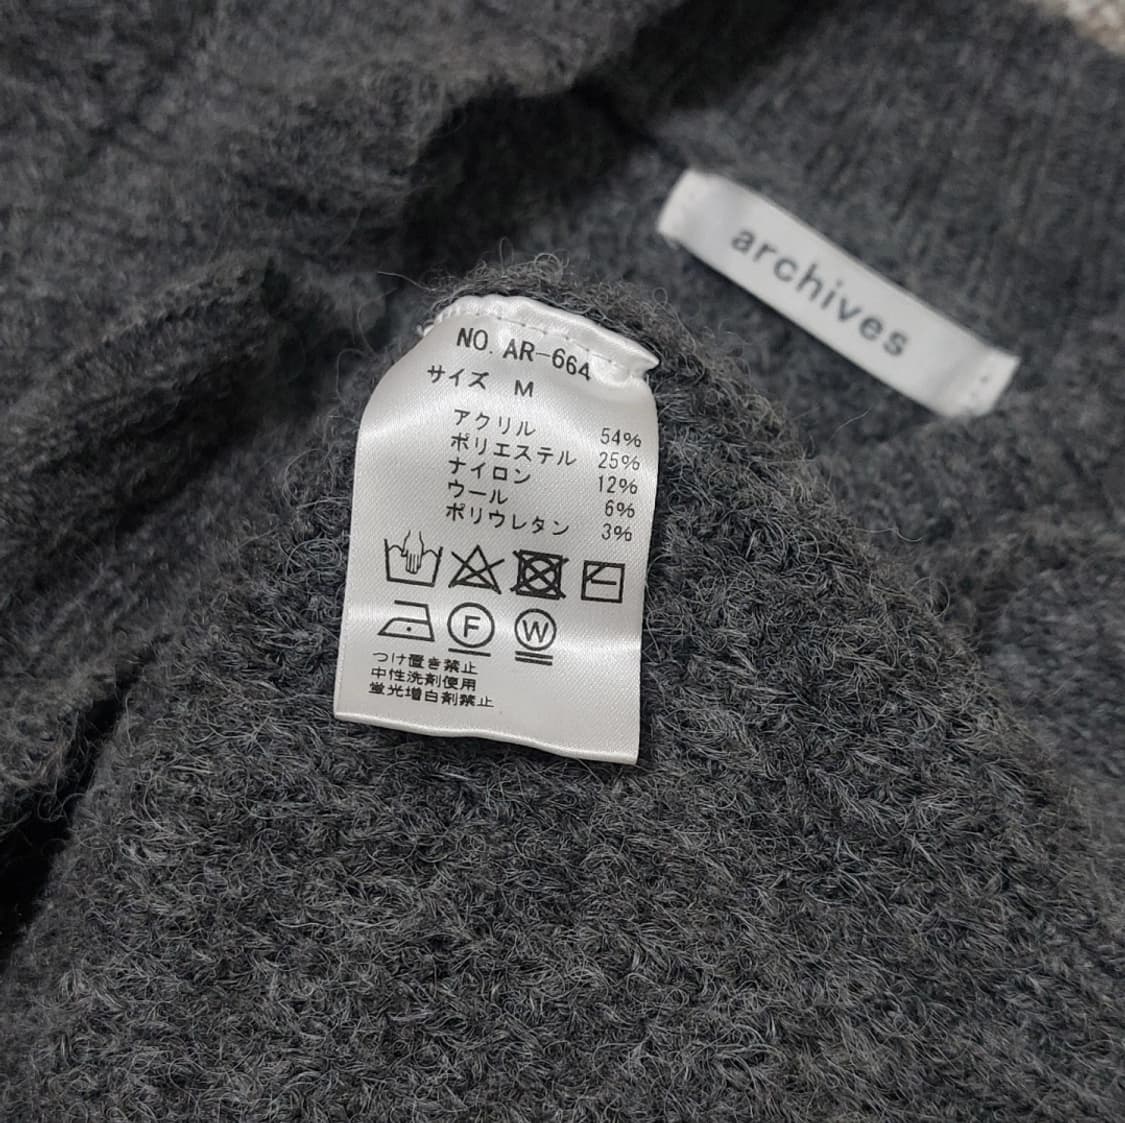 archives
NO. AR-664
サイズ M
アクリル 54%
ポリエステル 25%
ナイロン 12%
ウール 6%
ポリウレタン 3%
F W
つけ置き禁止
中性洗剤使用
蛍光増白剤禁止